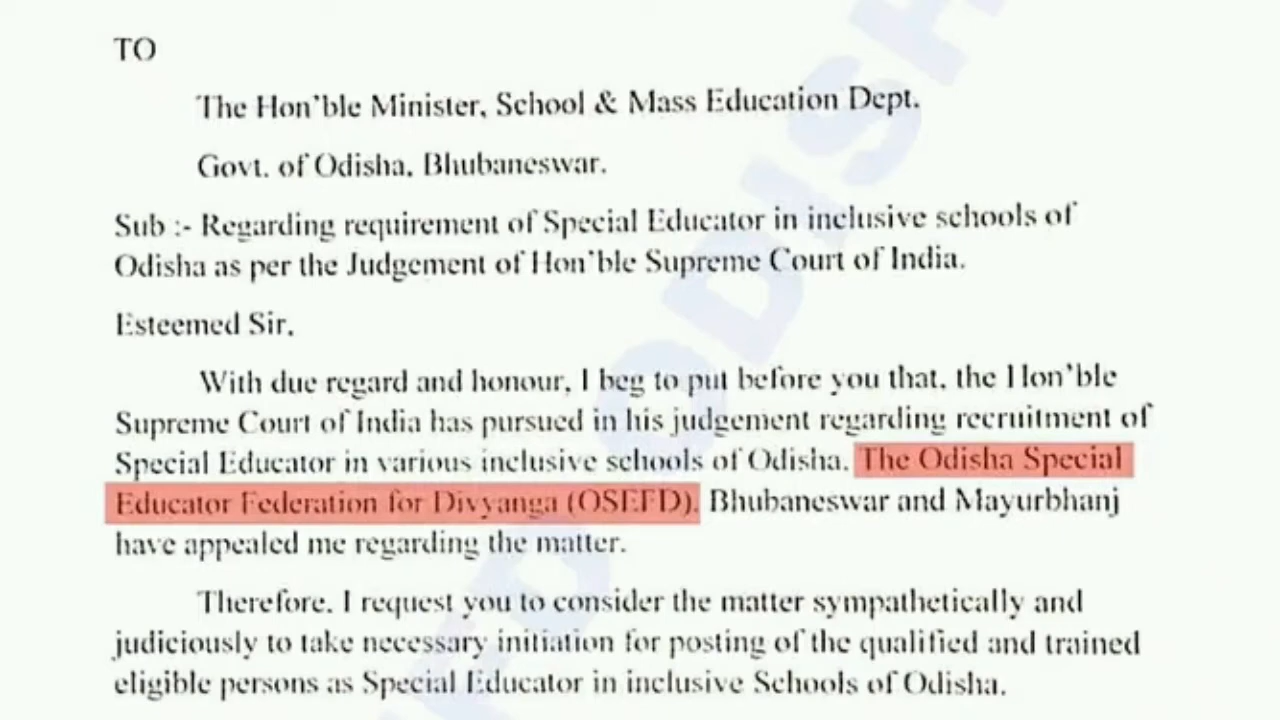 TO
The Hon'ble Minister, School & Mass Education Dept.
Govt. of Odisha, Bhubaneswar.
Sub :- Regarding requirement of Special Educator in inclusive schools of
Odisha as per the Judgement of Hon'ble Supreme Court of India.
Esteemed Sir,
With due regard and honour, I beg to put before you that, the Hon'ble
Supreme Court of India has pursued in his judgement regarding recruitment of
Special Educator in various inclusive schools of Odisha. The Odisha Special
Educator Federation for Divyanga (OSEFD), Bhubaneswar and Mayurbhanj
have appealed me regarding the matter.
Therefore, I request you to consider the matter sympathetically and
judiciously to take necessary initiation for posting of the qualified and trained
eligible persons as Special Educator in inclusive Schools of Odisha.